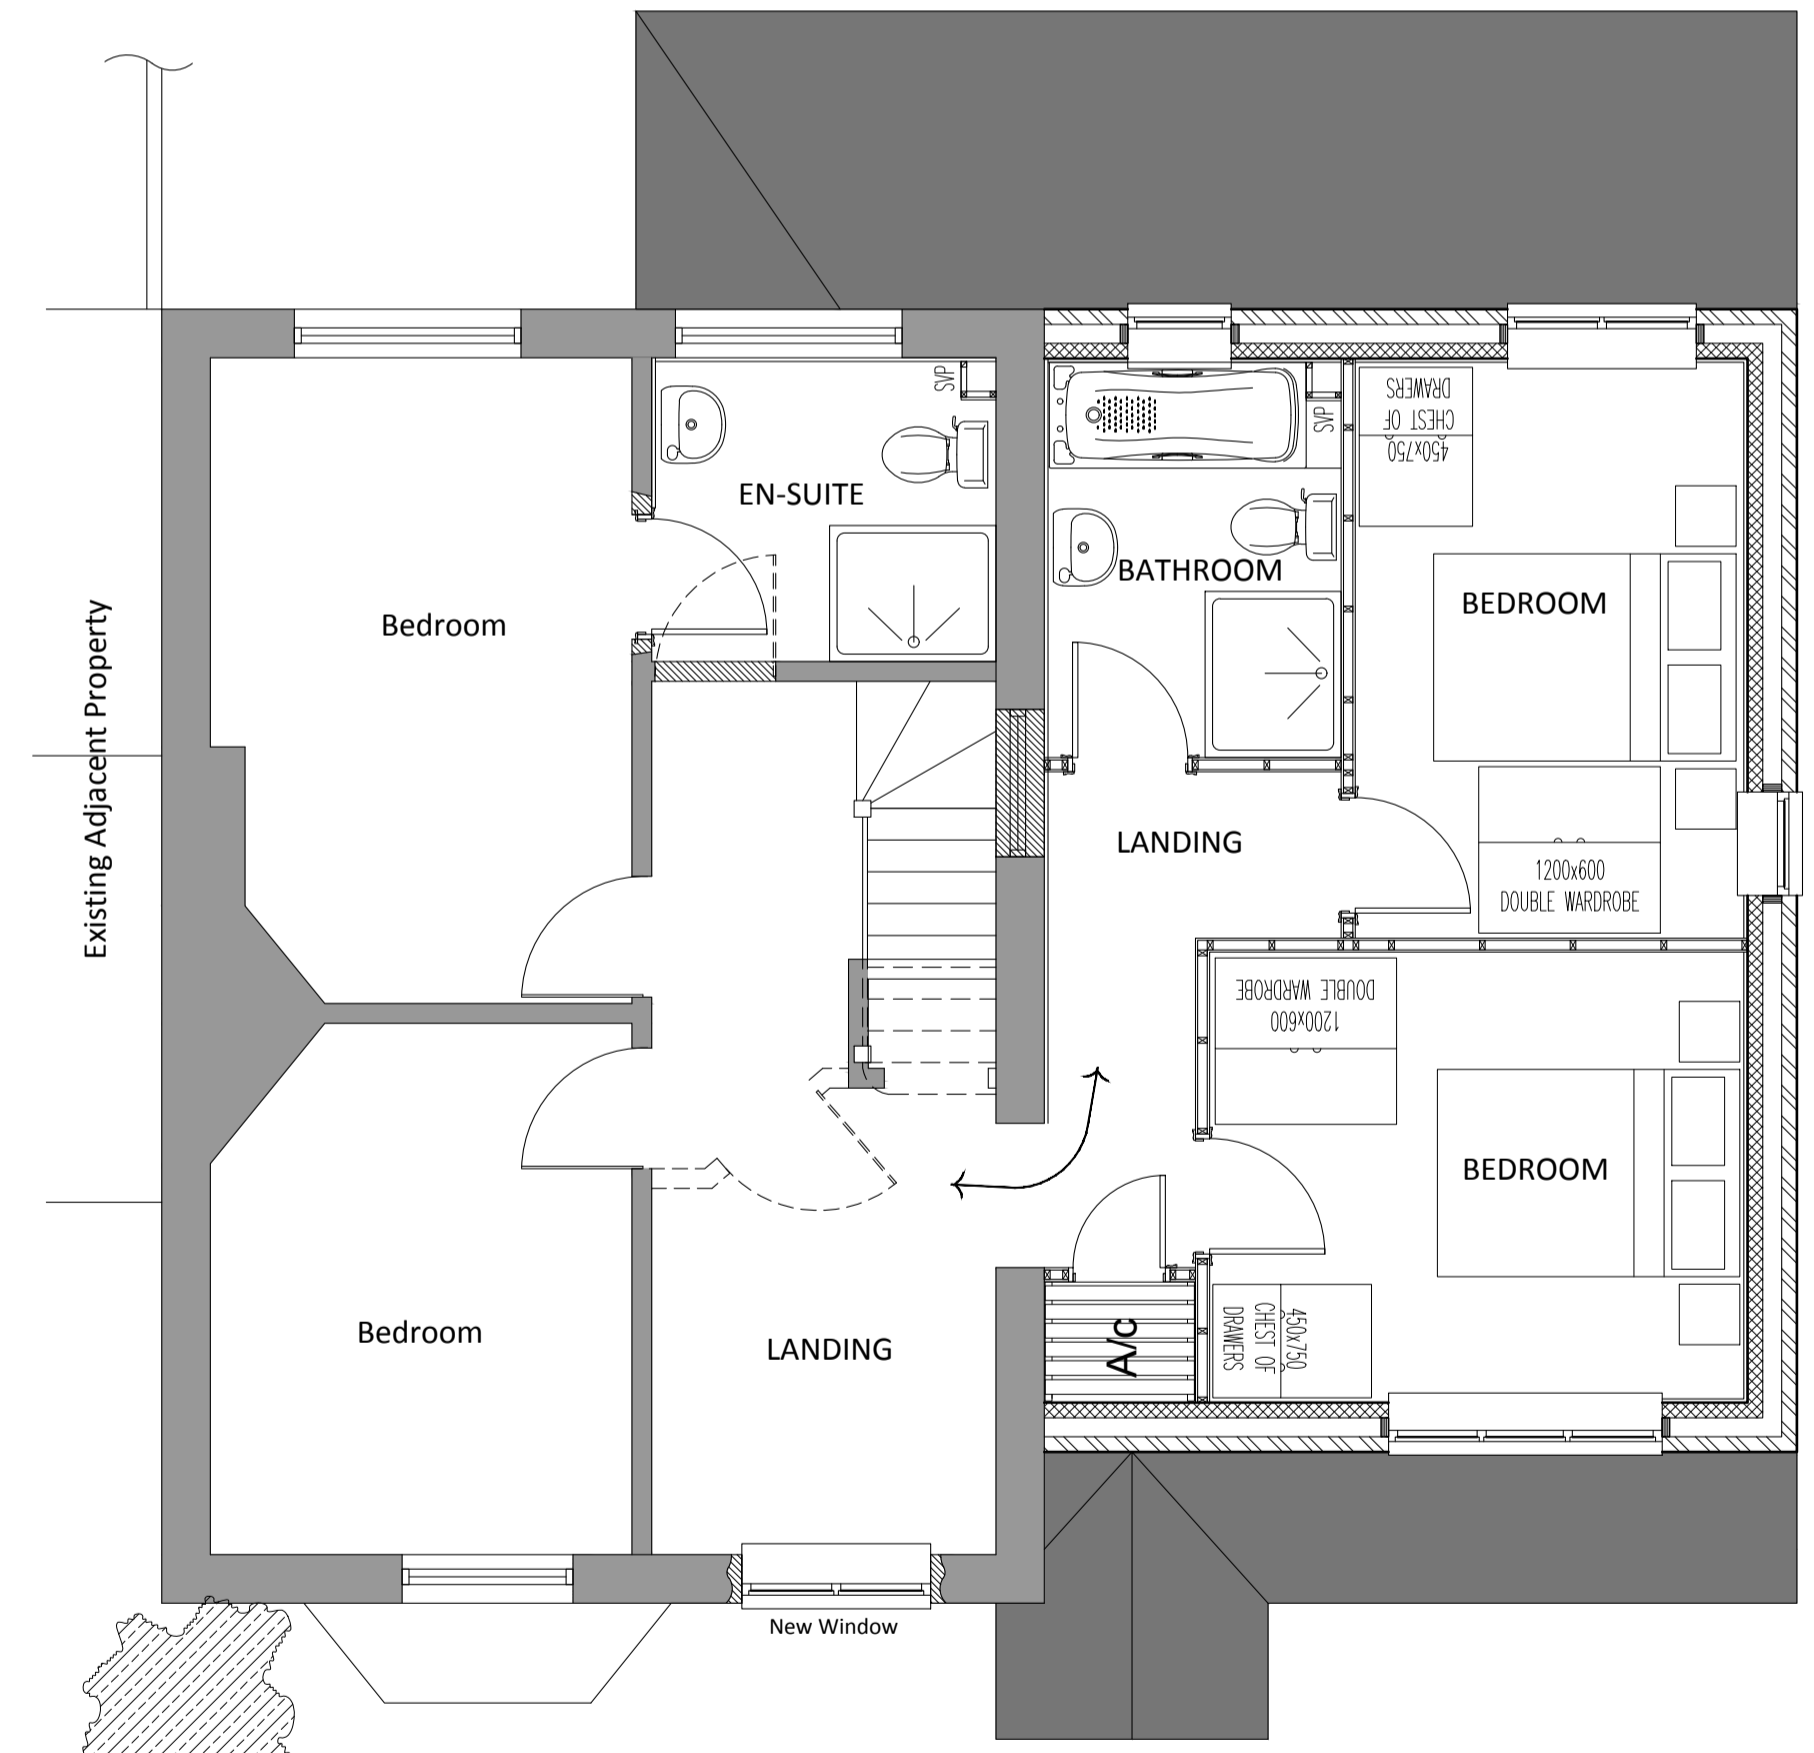 SVP
CHEST OF
DRAWERS
450x750
SVP
EN-SUITE
BATHROOM
BEDROOM
Bedroom
Existing Adjacent Property
LANDING
1200x600
DOUBLE WARDROBE
DOUBLE WARDROBE
1200x600
BEDROOM
Bedroom
LANDING
A/c
450x750
CHEST OF
DRAWERS
New Window